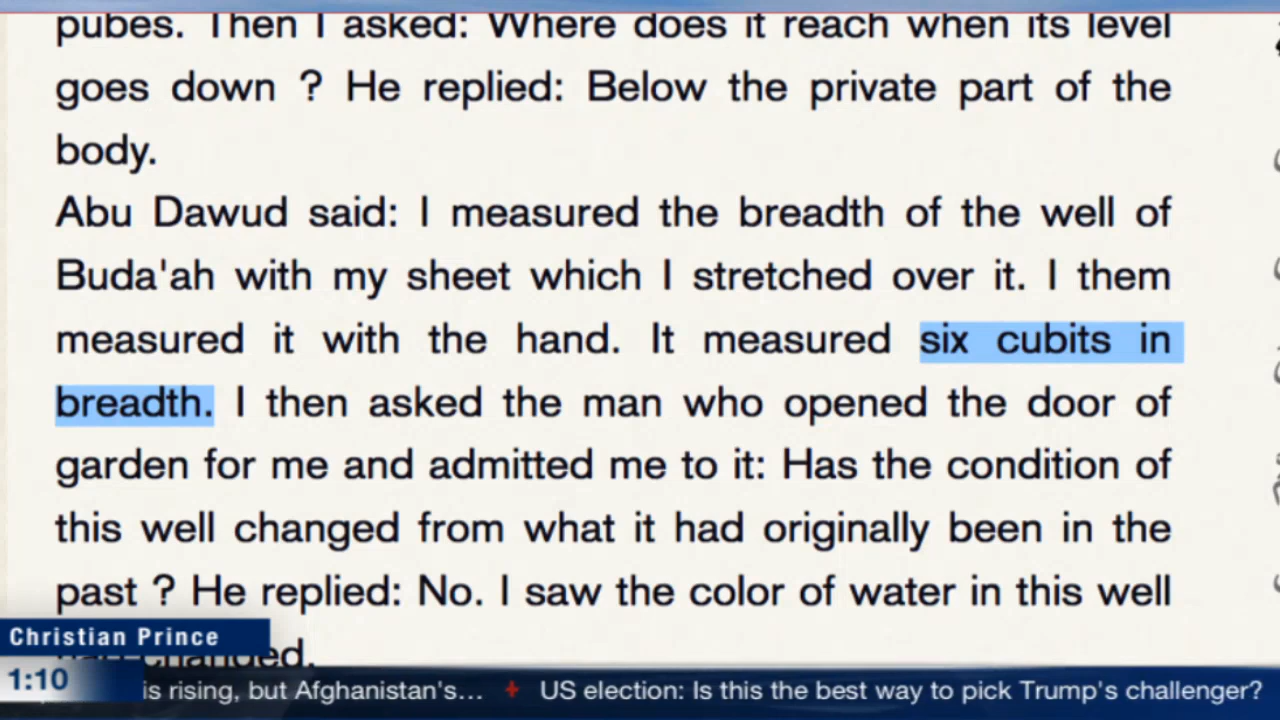 pubes. Then I asked: Where does it reach when its level
goes down ? He replied: Below the private part of the
body.
Abu Dawud said: I measured the breadth of the well of
Buda'ah with my sheet which I stretched over it. I them
measured it with the hand. It measured six cubits in
breadth. I then asked the man who opened the door of
garden for me and admitted me to it: Has the condition of
this well changed from what it had originally been in the
past ? He replied: No. I saw the color of water in this well
had changed.
Christian Prince
1:10
is rising, but Afghanistan's... US election: Is this the best way to pick Trump's challenger?